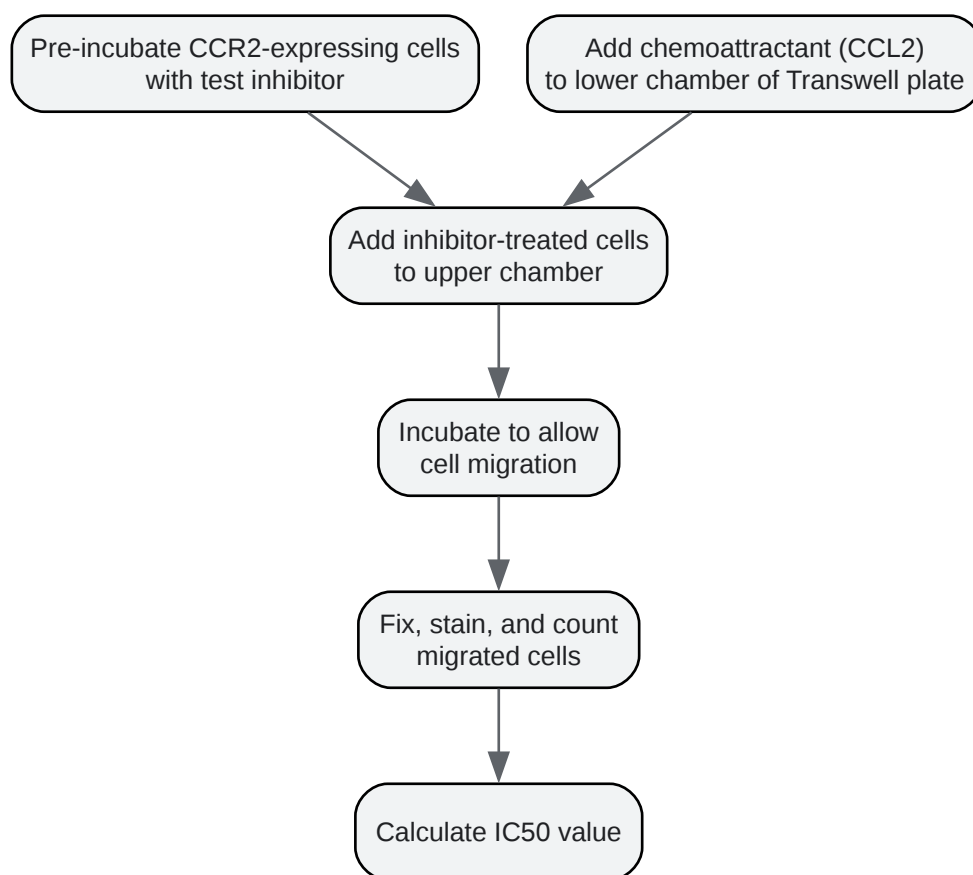 Pre-incubate CCR2-expressing cells
with test inhibitor
Add chemoattractant (CCL2)
to lower chamber of Transwell plate
Add inhibitor-treated cells
to upper chamber
Incubate to allow
cell migration
Fix, stain, and count
migrated cells
Calculate IC50 value